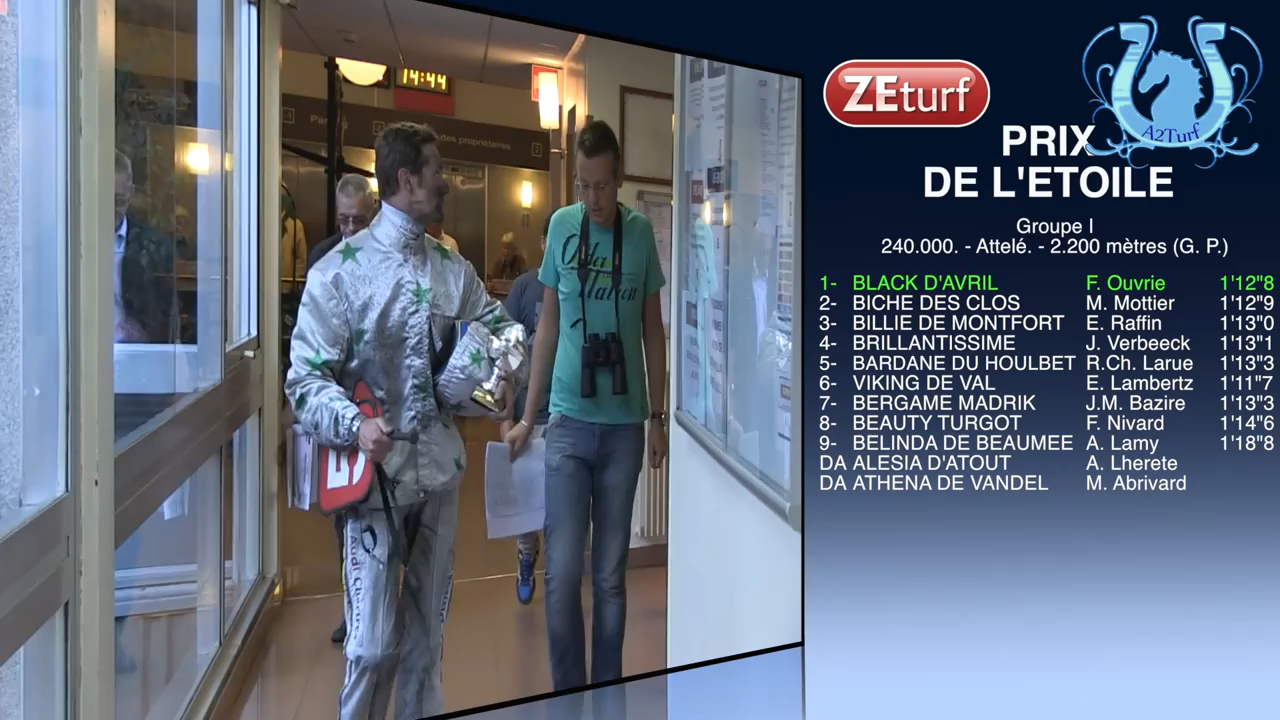 14:44
des propriétaires
2
ZEturf
A2Turf
PRIX
DE L'ETOILE
Groupe I
240.000. - Attelé. - 2.200 mètres (G. P.)
1- BLACK D'AVRIL F. Ouvrie 1'12"8
2- BICHE DES CLOS M. Mottier 1'12"9
3- BILLIE DE MONTFORT E. Raffin 1'13"0
4- BRILLANTISSIME J. Verbeeck 1'13"1
5- BARDANE DU HOULBET R.Ch. Larue 1'13"3
6- VIKING DE VAL E. Lambertz 1'11"7
7- BERGAME MADRIK J.M. Bazire 1'13"3
8- BEAUTY TURGOT F. Nivard 1'14"6
9- BELINDA DE BEAUMEE A. Lamy 1'18"8
DA ALESIA D'ATOUT A. Lherete
DA ATHENA DE VANDEL M. Abrivard